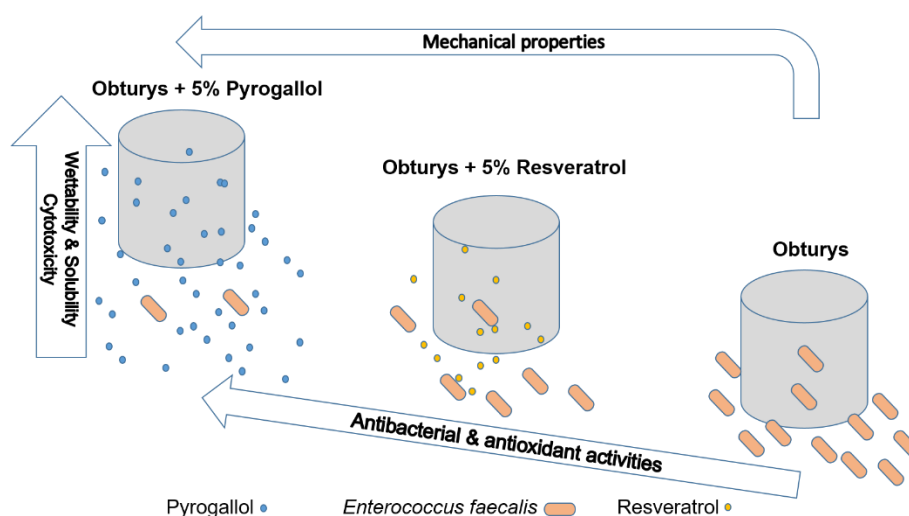 Mechanical properties
Obturys + 5% Pyrogallol
Wettability & Solubility
Cytotoxicity
Obturys + 5% Resveratrol
Obturys
Antibacterial & antioxidant activities
Pyrogallol
Enterococcus faecalis
Resveratrol